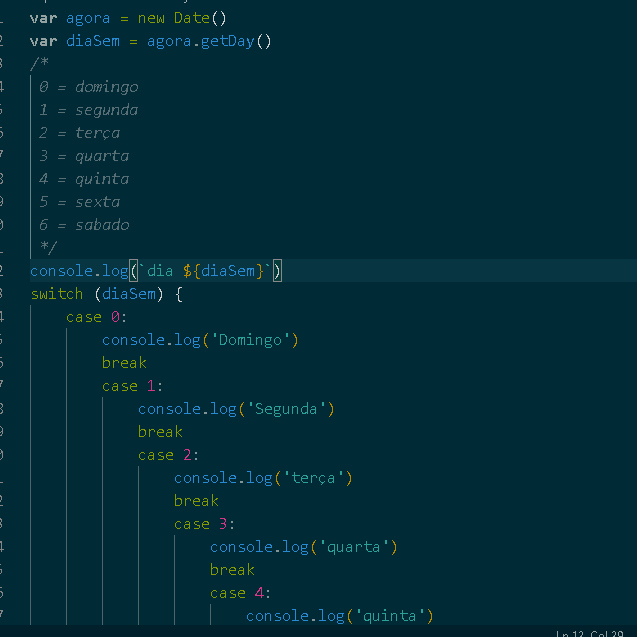 var agora = new Date()
var diaSem = agora.getDay()
/*
0 = domingo
1 = segunda
2 = terça
3 = quarta
4 = quinta
5 = sexta
6 = sabado
*/
console.log(`dia ${diaSem}`)
switch (diaSem) {
case 0:
console.log('Domingo')
break
case 1:
console.log('Segunda')
break
case 2:
console.log('terça')
break
case 3:
console.log('quarta')
break
case 4:
console.log('quinta')
Ln 12, Col 29